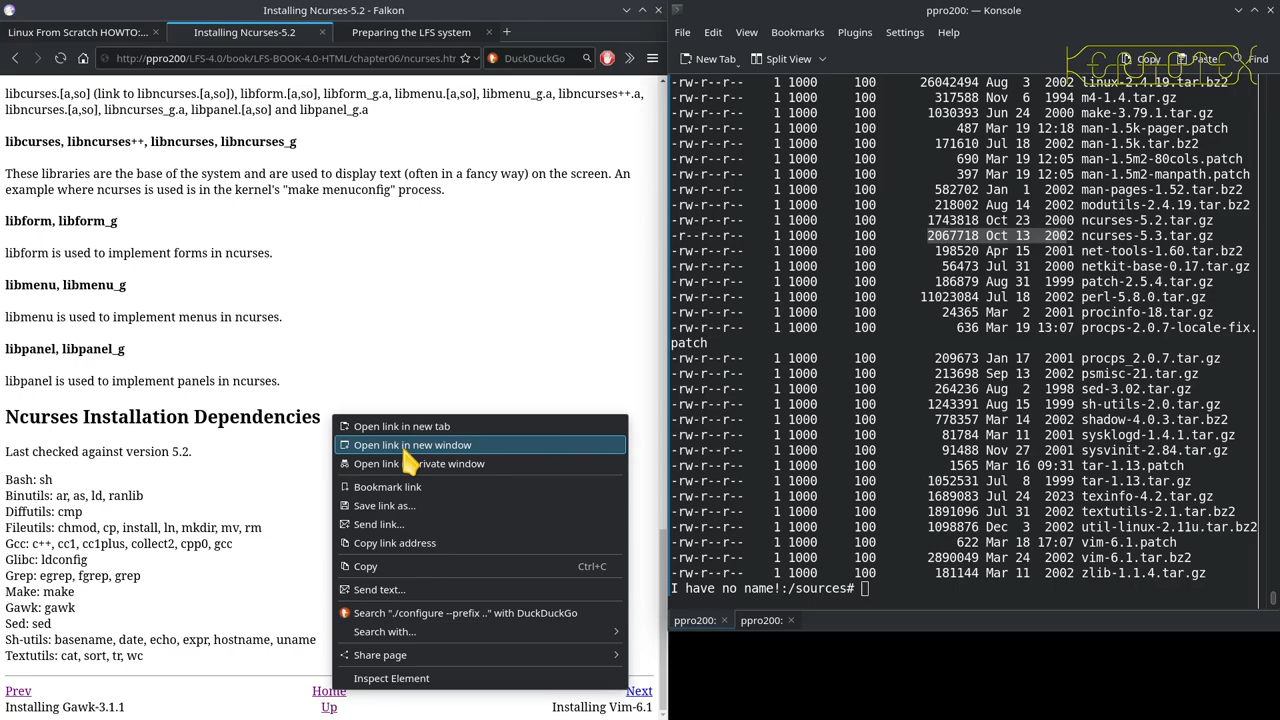 Installing Ncurses-5.2 - Falkon
Linux From Scratch HOWTO:...
Installing Ncurses-5.2
Preparing the LFS system
http://ppro200/LFS-4.0/book/LFS-BOOK-4.0-HTML/chapter06/ncurses.htm
DuckDuckGo
libcurses.[a,so] (link to libncurses.[a,so]), libform.[a,so], libform_g.a, libmenu.[a,so], libmenu_g.a, libncurses++.a,
libncurses.[a,so], libncurses_g.a, libpanel.[a,so] and libpanel_g.a
libcurses, libncurses++, libncurses, libncurses_g
These libraries are the base of the system and are used to display text (often in a fancy way) on the screen. An
example where ncurses is used is in the kernel's "make menuconfig" process.
libform, libform_g
libform is used to implement forms in ncurses.
libmenu, libmenu_g
libmenu is used to implement menus in ncurses.
libpanel, libpanel_g
libpanel is used to implement panels in ncurses.
Ncurses Installation Dependencies
Last checked against version 5.2.
Bash: sh
Binutils: ar, as, ld, ranlib
Diffutils: cmp
Fileutils: chmod, cp, install, ln, mkdir, mv, rm
Gcc: c++, cc1, cc1plus, collect2, cpp0, gcc
Glibc: ldconfig
Grep: egrep, fgrep, grep
Make: make
Gawk: gawk
Sed: sed
Sh-utils: basename, date, echo, expr, hostname, uname
Textutils: cat, sort, tr, wc
Prev
Home
Next
Installing Gawk-3.1.1
Up
Installing Vim-6.1
Open link in new tab
Open link in new window
Open link in private window
Bookmark link
Save link as...
Send link...
Copy link address
Copy Ctrl+C
Send text...
Search "./configure --prefix .." with DuckDuckGo
Search with...
Share page
Inspect Element
ppro200: — Konsole
File Edit View Bookmarks Plugins Settings Help
New Tab Split View Copy Paste Find
-rw-r--r-- 1 1000 100 26042494 Aug 3 2002 linux-2.4.19.tar.bz2
-rw-r--r-- 1 1000 100 317588 Nov 6 1994 m4-1.4.tar.gz
-rw-r--r-- 1 1000 100 1030393 Jun 24 2000 make-3.79.1.tar.gz
-rw-r--r-- 1 1000 100 487 Mar 19 12:18 man-1.5k-pager.patch
-rw-r--r-- 1 1000 100 171610 Jul 18 2002 man-1.5k.tar.bz2
-rw-r--r-- 1 1000 100 690 Mar 19 12:05 man-1.5m2-80cols.patch
-rw-r--r-- 1 1000 100 397 Mar 19 12:05 man-1.5m2-manpath.patch
-rw-r--r-- 1 1000 100 582702 Jan 1 2002 man-pages-1.52.tar.bz2
-rw-r--r-- 1 1000 100 218002 Aug 14 2002 modutils-2.4.19.tar.bz2
-rw-r--r-- 1 1000 100 1743818 Oct 23 2000 ncurses-5.2.tar.gz
-r--r--r-- 1 1000 100 2067718 Oct 13 2002 ncurses-5.3.tar.gz
-rw-r--r-- 1 1000 100 198520 Apr 15 2001 net-tools-1.60.tar.bz2
-rw-r--r-- 1 1000 100 56473 Jul 31 2000 netkit-base-0.17.tar.gz
-rw-r--r-- 1 1000 100 186879 Aug 31 1999 patch-2.5.4.tar.gz
-rw-r--r-- 1 1000 100 11023084 Jul 18 2002 perl-5.8.0.tar.gz
-rw-r--r-- 1 1000 100 24365 Mar 2 2001 procinfo-18.tar.gz
-rw-r--r-- 1 1000 100 636 Mar 19 13:07 procps-2.0.7-locale-fix.
patch
-rw-r--r-- 1 1000 100 209673 Jan 17 2001 procps_2.0.7.tar.gz
-rw-r--r-- 1 1000 100 213698 Sep 13 2002 psmisc-21.tar.gz
-rw-r--r-- 1 1000 100 264236 Aug 2 1998 sed-3.02.tar.gz
-rw-r--r-- 1 1000 100 1243391 Aug 15 1999 sh-utils-2.0.tar.gz
-rw-r--r-- 1 1000 100 778357 Mar 14 2002 shadow-4.0.3.tar.gz
-rw-r--r-- 1 1000 100 81784 Mar 11 2001 sysklogd-1.4.1.tar.gz
-rw-r--r-- 1 1000 100 91488 Nov 27 2001 sysvinit-2.84.tar.gz
-rw-r--r-- 1 1000 100 1565 Mar 16 09:31 tar-1.13.patch
-rw-r--r-- 1 1000 100 1052531 Jul 8 1999 tar-1.13.tar.gz
-rw-r--r-- 1 1000 100 1689083 Jul 24 2023 texinfo-4.2.tar.gz
-rw-r--r-- 1 1000 100 1891096 Jul 31 2002 textutils-2.1.tar.bz2
-rw-r--r-- 1 1000 100 1098876 Dec 3 2002 util-linux-2.11u.tar.bz2
-rw-r--r-- 1 1000 100 622 Mar 18 17:07 vim-6.1.patch
-rw-r--r-- 1 1000 100 2890049 Mar 24 2002 vim-6.1.tar.bz2
-rw-r--r-- 1 1000 100 181144 Mar 11 2002 zlib-1.1.4.tar.gz
I have no name!:/sources#
ppro200:
ppro200: